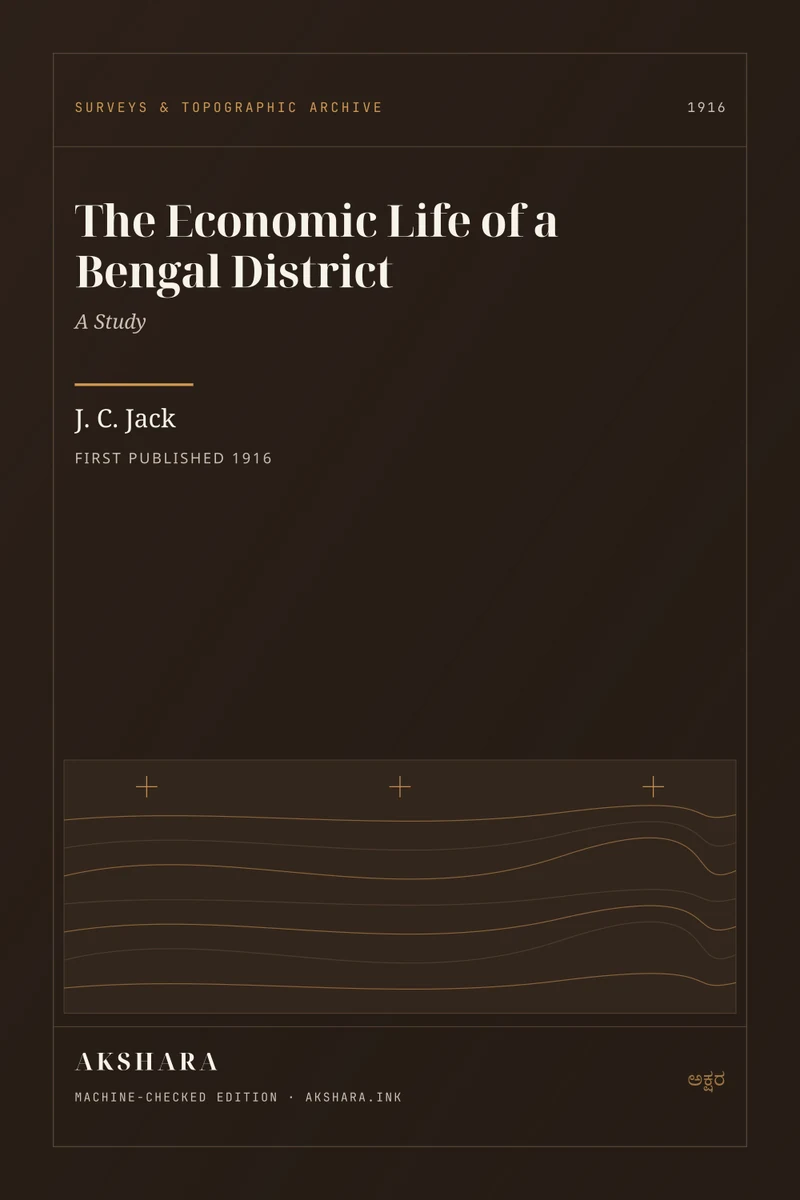 SURVEYS & TOPOGRAPHIC ARCHIVE 1916
The Economic Life of a
Bengal District
A Study
J. C. Jack
FIRST PUBLISHED 1916
AKSHARA
MACHINE-CHECKED EDITION · AKSHARA.INK
ಅಕ್ಷರ